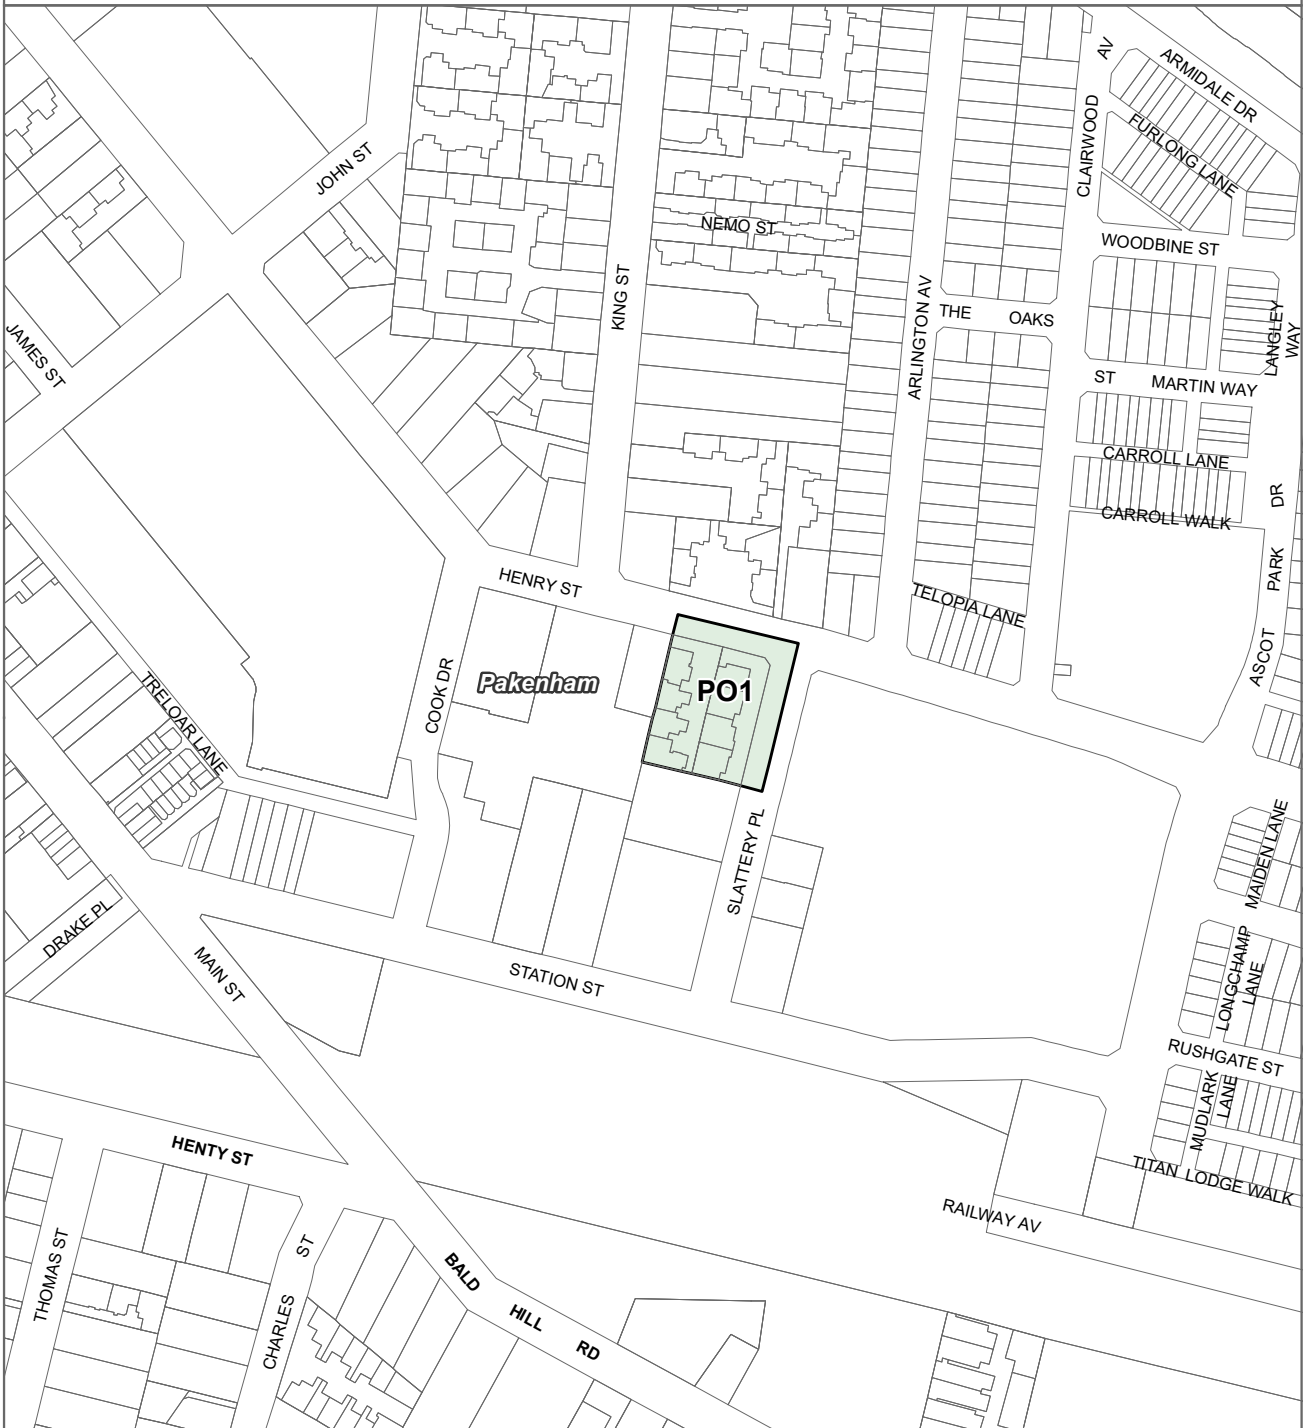 AV
ARMIDALE DR
CLAIRWOOD
FURLONG LANE
JOHN ST
NEMO ST
WOODBINE ST
KING ST
ARLINGTON AV
THE OAKS
LANGLEY
WAY
JAMES ST
ST MARTIN WAY
CARROLL LANE
CARROLL WALK
DR
PARK
ASCOT
HENRY ST
TELOPIA LANE
COOK DR
Pakenham
PO1
TRELOAR LANE
SLATTERY PL
MAIDEN LANE
DRAKE PL
MAIN ST
STATION ST
LONGCHAMP
LANE
RUSHGATE ST
MUDLARK
LANE
HENTY ST
TITAN LODGE WALK
RAILWAY AV
THOMAS ST
CHARLES ST
BALD HILL RD